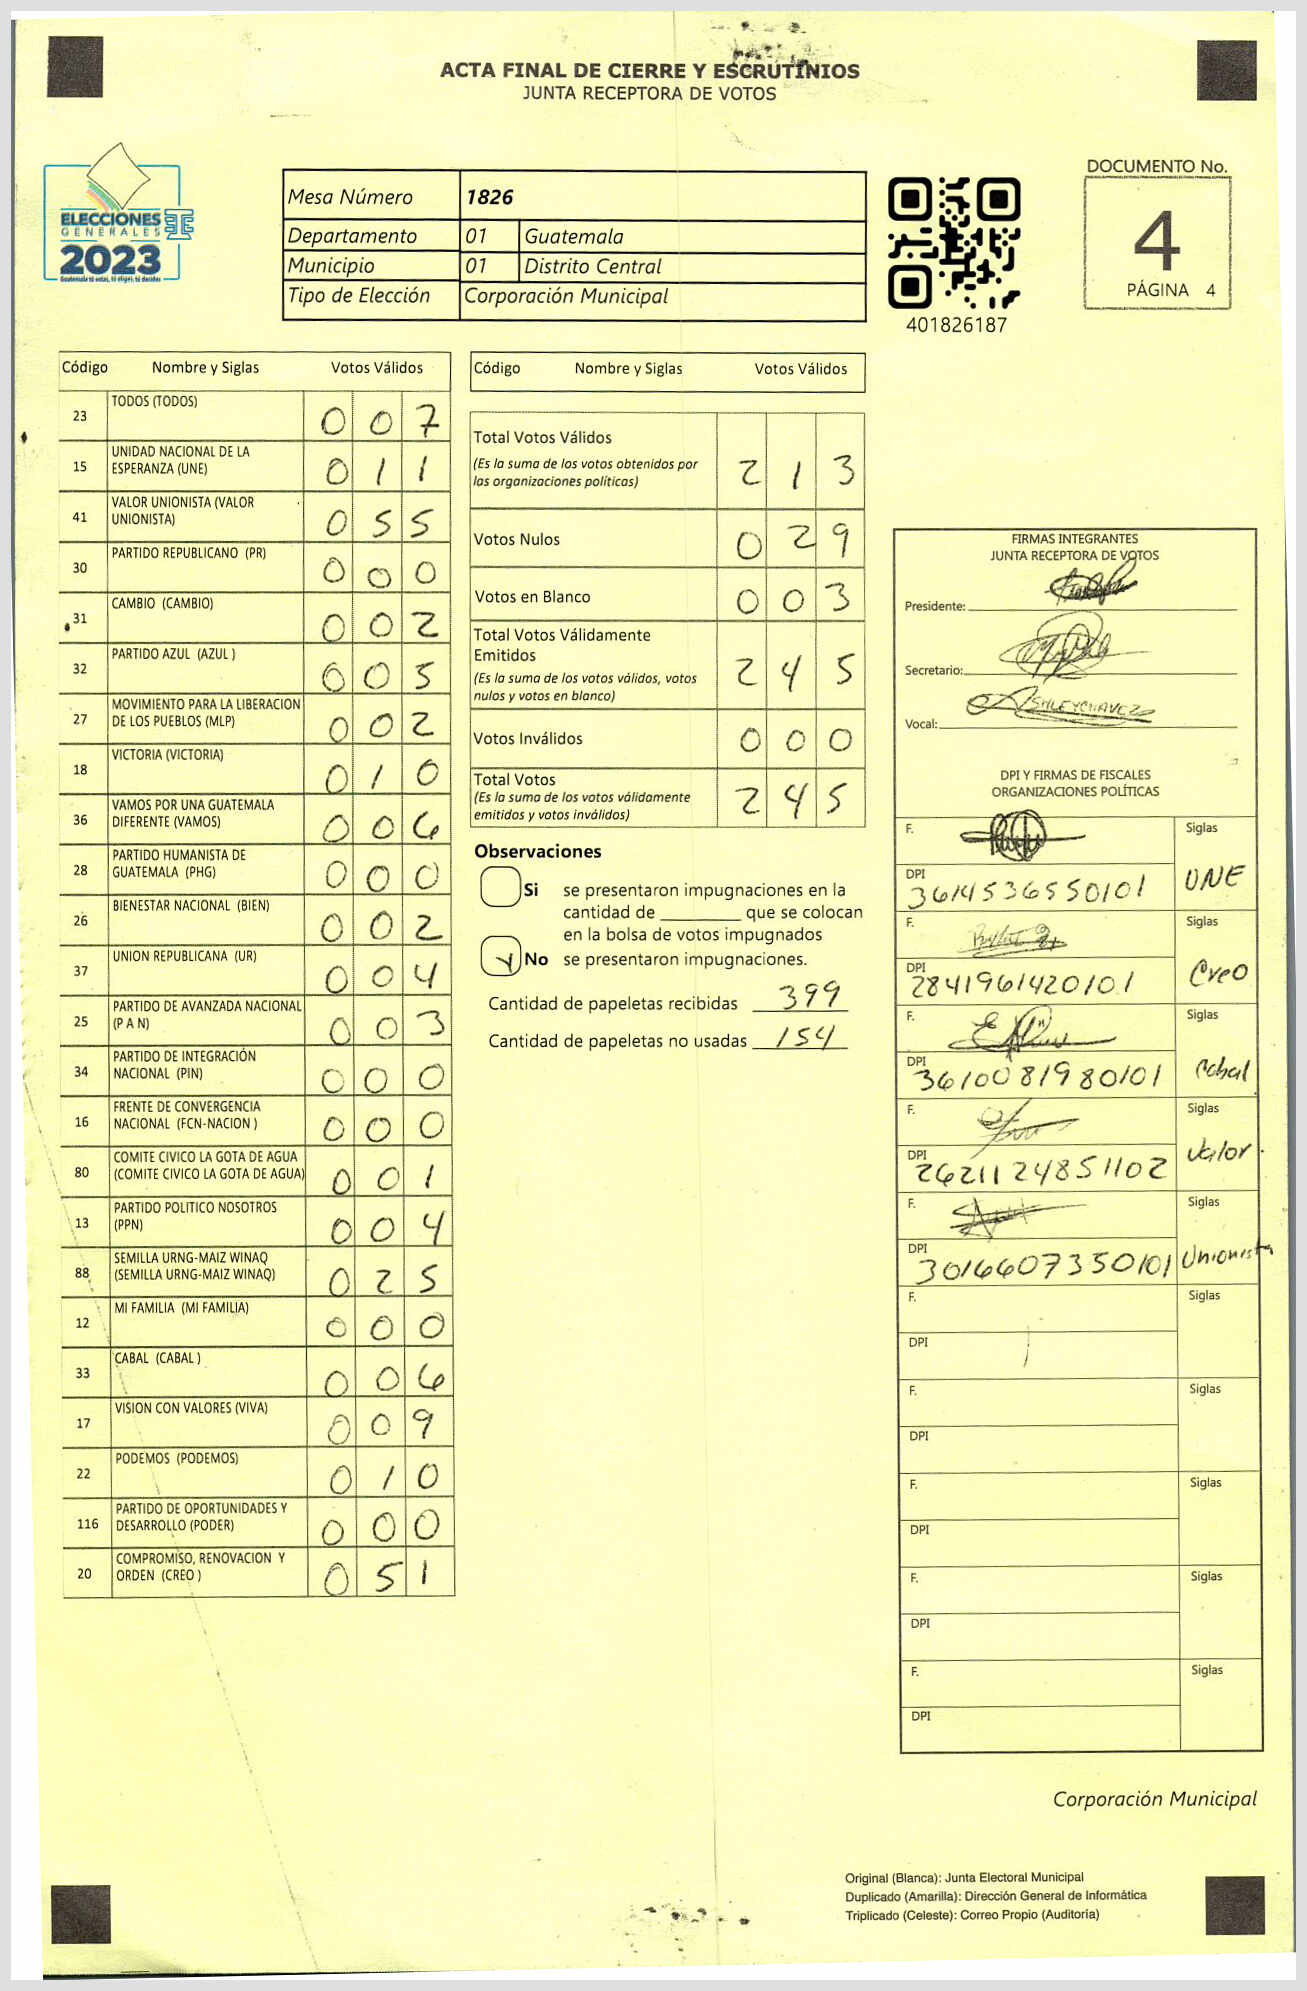 ACTA FINAL DE CIERRE Y ESCRUTINIOS
JUNTA RECEPTORA DE VOTOS
ELECCIONES
GENERALES
2023
Guatemala tú votas, tú eliges, tú decides
Mesa Número 1826
Departamento 01 Guatemala
Municipio 01 Distrito Central
Tipo de Elección Corporación Municipal
401826187
DOCUMENTO No.
4
PÁGINA 4
Código Nombre y Siglas Votos Válidos
23 TODOS (TODOS) 0 0 7
15 UNIDAD NACIONAL DE LA ESPERANZA (UNE) 0 1 1
41 VALOR UNIONISTA (VALOR UNIONISTA) 0 5 5
30 PARTIDO REPUBLICANO (PR) 0 0 0
31 CAMBIO (CAMBIO) 0 0 2
32 PARTIDO AZUL (AZUL ) 0 0 5
27 MOVIMIENTO PARA LA LIBERACION DE LOS PUEBLOS (MLP) 0 0 2
18 VICTORIA (VICTORIA) 0 1 0
36 VAMOS POR UNA GUATEMALA DIFERENTE (VAMOS) 0 0 6
28 PARTIDO HUMANISTA DE GUATEMALA (PHG) 0 0 0
26 BIENESTAR NACIONAL (BIEN) 0 0 2
37 UNION REPUBLICANA (UR) 0 0 4
25 PARTIDO DE AVANZADA NACIONAL (P A N) 0 0 3
34 PARTIDO DE INTEGRACIÓN NACIONAL (PIN) 0 0 0
16 FRENTE DE CONVERGENCIA NACIONAL (FCN-NACION ) 0 0 0
80 COMITE CIVICO LA GOTA DE AGUA (COMITE CIVICO LA GOTA DE AGUA) 0 0 1
13 PARTIDO POLITICO NOSOTROS (PPN) 0 0 4
88 SEMILLA URNG-MAIZ WINAQ (SEMILLA URNG-MAIZ WINAQ) 0 2 5
12 MI FAMILIA (MI FAMILIA) 0 0 0
33 CABAL (CABAL ) 0 0 6
17 VISION CON VALORES (VIVA) 0 0 9
22 PODEMOS (PODEMOS) 0 1 0
116 PARTIDO DE OPORTUNIDADES Y DESARROLLO (PODER) 0 0 0
20 COMPROMISO, RENOVACION Y ORDEN (CREO ) 0 5 1
Código Nombre y Siglas Votos Válidos
Total Votos Válidos
(Es la suma de los votos obtenidos por las organizaciones políticas) 2 1 3
Votos Nulos 0 2 9
Votos en Blanco 0 0 3
Total Votos Válidamente Emitidos
(Es la suma de los votos válidos, votos nulos y votos en blanco) 2 4 5
Votos Inválidos 0 0 0
Total Votos
(Es la suma de los votos válidamente emitidos y votos inválidos) 2 4 5
Observaciones
Si se presentaron impugnaciones en la
cantidad de ________ que se colocan
en la bolsa de votos impugnados
No se presentaron impugnaciones.
Cantidad de papeletas recibidas 399
Cantidad de papeletas no usadas 154
FIRMAS INTEGRANTES
JUNTA RECEPTORA DE VOTOS
Presidente:
Secretario:
Vocal: ASHLEYCHAVEZ
DPI Y FIRMAS DE FISCALES
ORGANIZACIONES POLÍTICAS
F. Siglas
DPI 3614536550101 UNE
F. Siglas
DPI 2841961420101 Creo
F. Siglas
DPI 3610081980101 Cabal
F. Siglas
DPI 2621124851102 Valor
F. Siglas
DPI 3016607350101 Unionista
F. Siglas
DPI
F. Siglas
DPI
F. Siglas
DPI
F. Siglas
DPI
F. Siglas
DPI
Corporación Municipal
Original (Blanca): Junta Electoral Municipal
Duplicado (Amarilla): Dirección General de Informática
Triplicado (Celeste): Correo Propio (Auditoría)